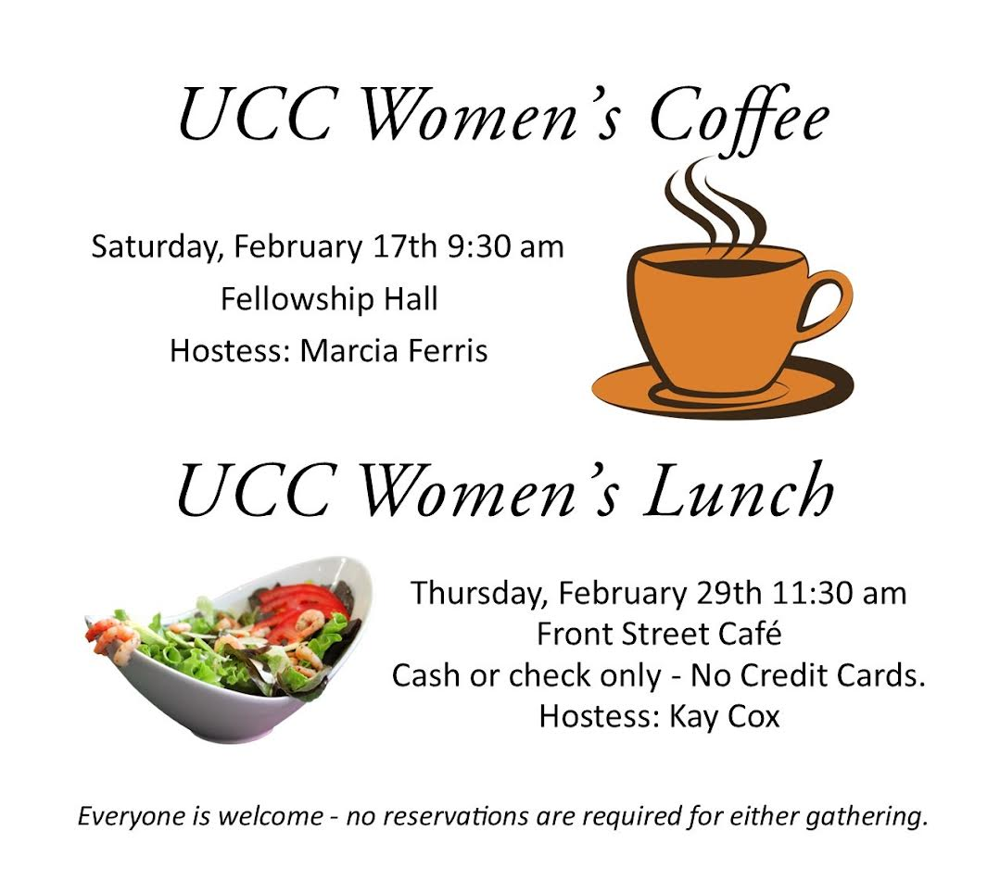 UCC Women’s Coffee
Saturday, February 17th 9:30 am
Fellowship Hall
Hostess: Marcia Ferris
UCC Women’s Lunch
Thursday, February 29th 11:30 am
Front Street Café
Cash or check only - No Credit Cards.
Hostess: Kay Cox
Everyone is welcome - no reservations are required for either gathering.